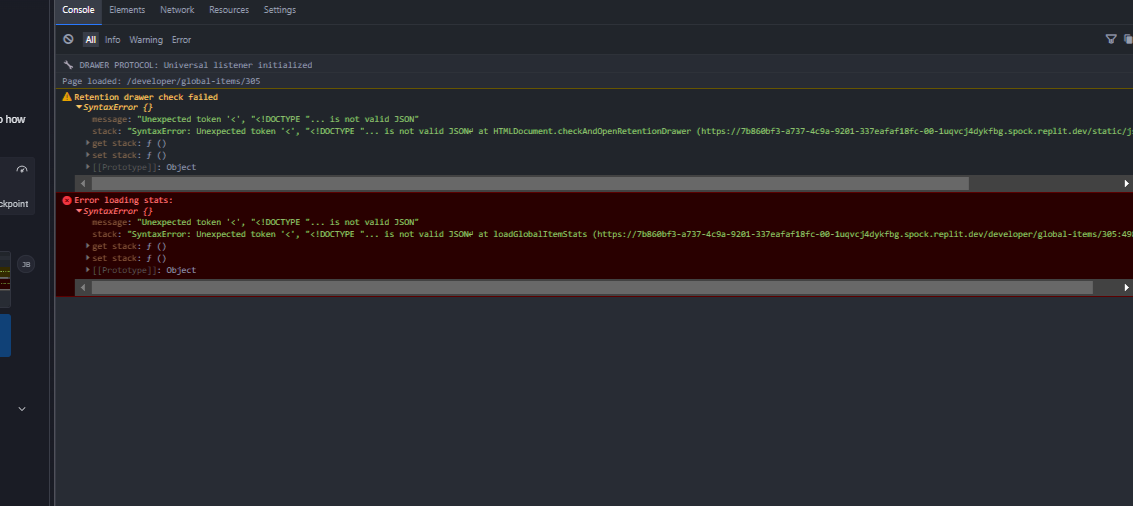 Console Elements Network Resources Settings
All Info Warning Error
DRAWER PROTOCOL: Universal listener initialized
Page loaded: /developer/global-items/305
Retention drawer check failed
SyntaxError {}
message: "Unexpected token '<', "<!DOCTYPE "... is not valid JSON"
stack: "SyntaxError: Unexpected token '<', "<!DOCTYPE "... is not valid JSON↵ at HTMLDocument.checkAndOpenRetentionDrawer (https://7b860bf3-a737-4c9a-9201-337eafaf18fc-00-1uqvcj4dykfbg.spock.replit.dev/static/j
get stack: ƒ ()
set stack: ƒ ()
[[Prototype]]: Object
Error loading stats:
SyntaxError {}
message: "Unexpected token '<', "<!DOCTYPE "... is not valid JSON"
stack: "SyntaxError: Unexpected token '<', "<!DOCTYPE "... is not valid JSON↵ at loadGlobalItemStats (https://7b860bf3-a737-4c9a-9201-337eafaf18fc-00-1uqvcj4dykfbg.spock.replit.dev/developer/global-items/305:498
get stack: ƒ ()
set stack: ƒ ()
[[Prototype]]: Object
o how
ckpoint
JB